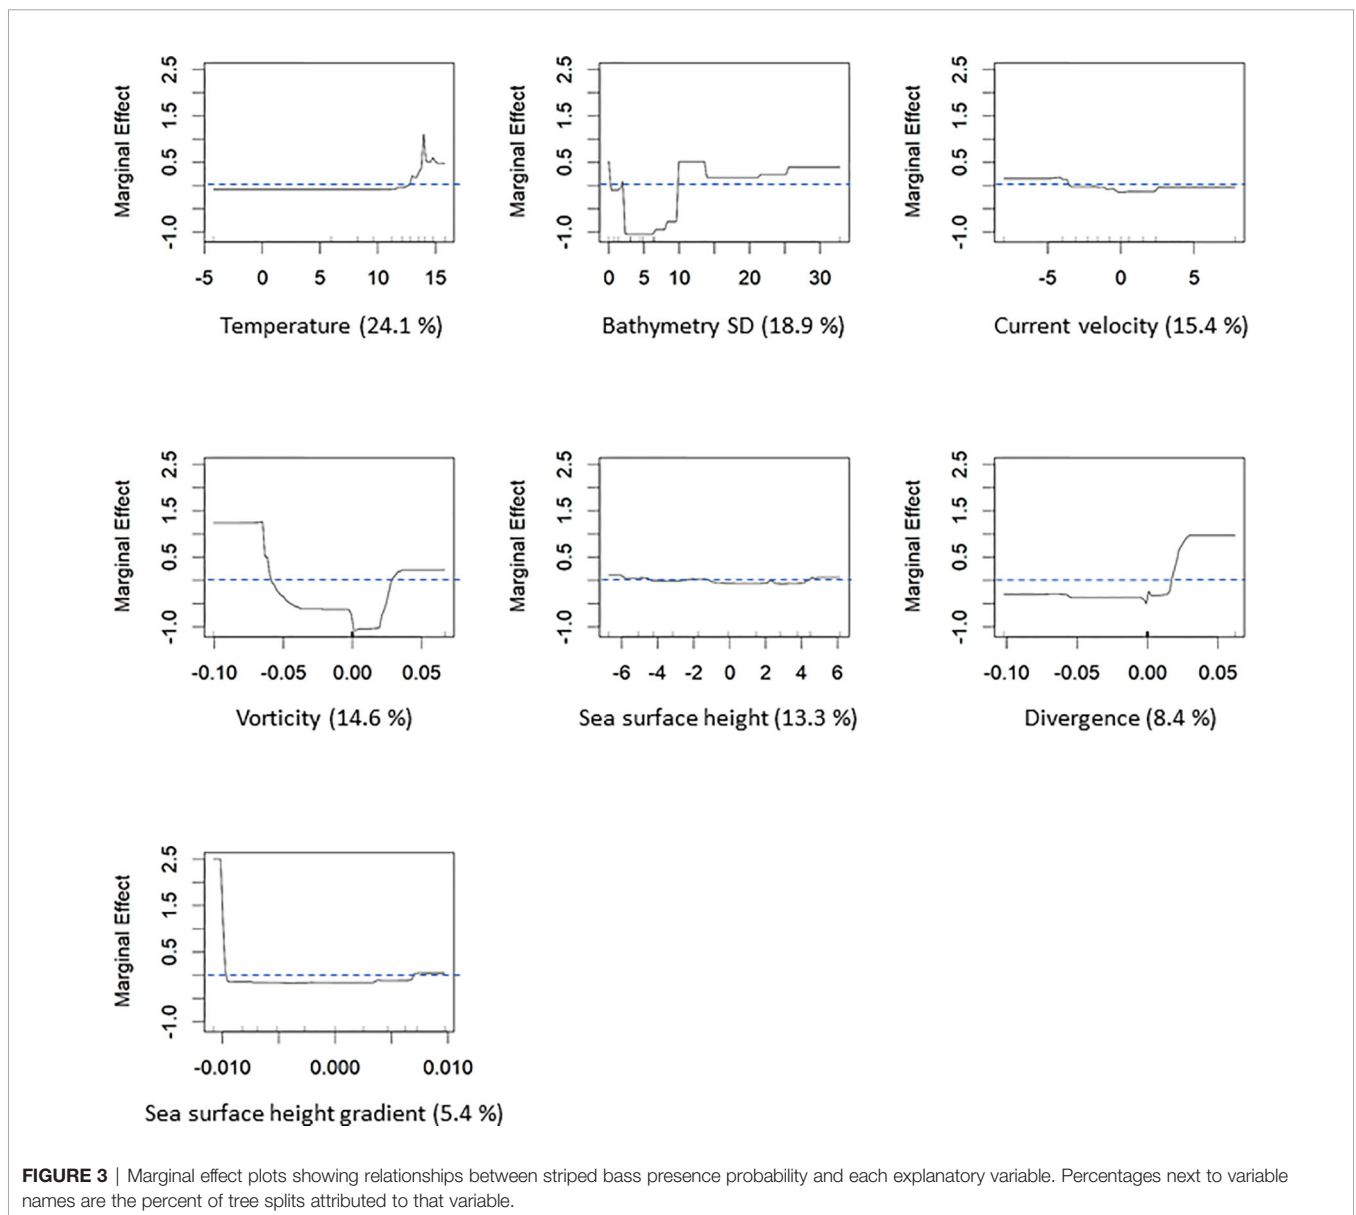 Marginal Effect
-1.0 0.5 1.5 2.5
-5 0 5 10 15
Temperature (24.1 %)
Marginal Effect
-1.0 0.5 1.5 2.5
0 5 10 20 30
Bathymetry SD (18.9 %)
Marginal Effect
-1.0 0.5 1.5 2.5
-5 0 5
Current velocity (15.4 %)
Marginal Effect
-1.0 0.5 1.5 2.5
-0.10 -0.05 0.00 0.05
Vorticity (14.6 %)
Marginal Effect
-1.0 0.5 1.5 2.5
-6 -4 -2 0 2 4 6
Sea surface height (13.3 %)
Marginal Effect
-1.0 0.5 1.5 2.5
-0.10 -0.05 0.00 0.05
Divergence (8.4 %)
Marginal Effect
-1.0 0.5 1.5 2.5
-0.010 0.000 0.010
Sea surface height gradient (5.4 %)
FIGURE 3 | Marginal effect plots showing relationships between striped bass presence probability and each explanatory variable. Percentages next to variable
names are the percent of tree splits attributed to that variable.